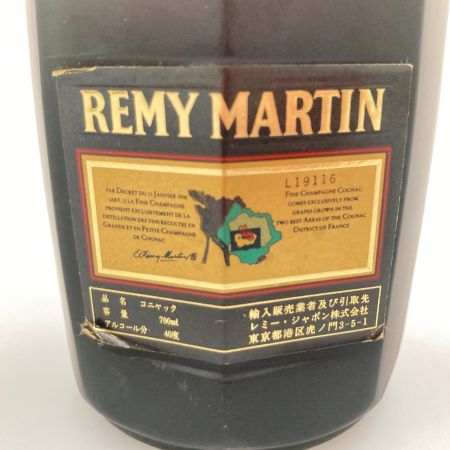 REMY MARTIN
PAR DECRET DU 13 JANVIER 1938
(ART. 1) LA FINE CHAMPAGNE
PROVIENT EXCLUSIVEMENT DE LA
DISTILLATION DES VINS RECOLTES EN
GRANDE ET EN PETITE CHAMPAGNE
DE COGNAC
L19116
FINE CHAMPAGNE COGNAC
COMES EXCLUSIVELY FROM
GRAPES GROWN IN THE
TWO BEST AREAS OF THE COGNAC
DISTRICT OF FRANCE
品名 コニャック
容量 700ml
アルコール分 40度
輸入販売業者及び引取先
レミー・ジャポン株式会社
東京都港区虎ノ門3-5-1